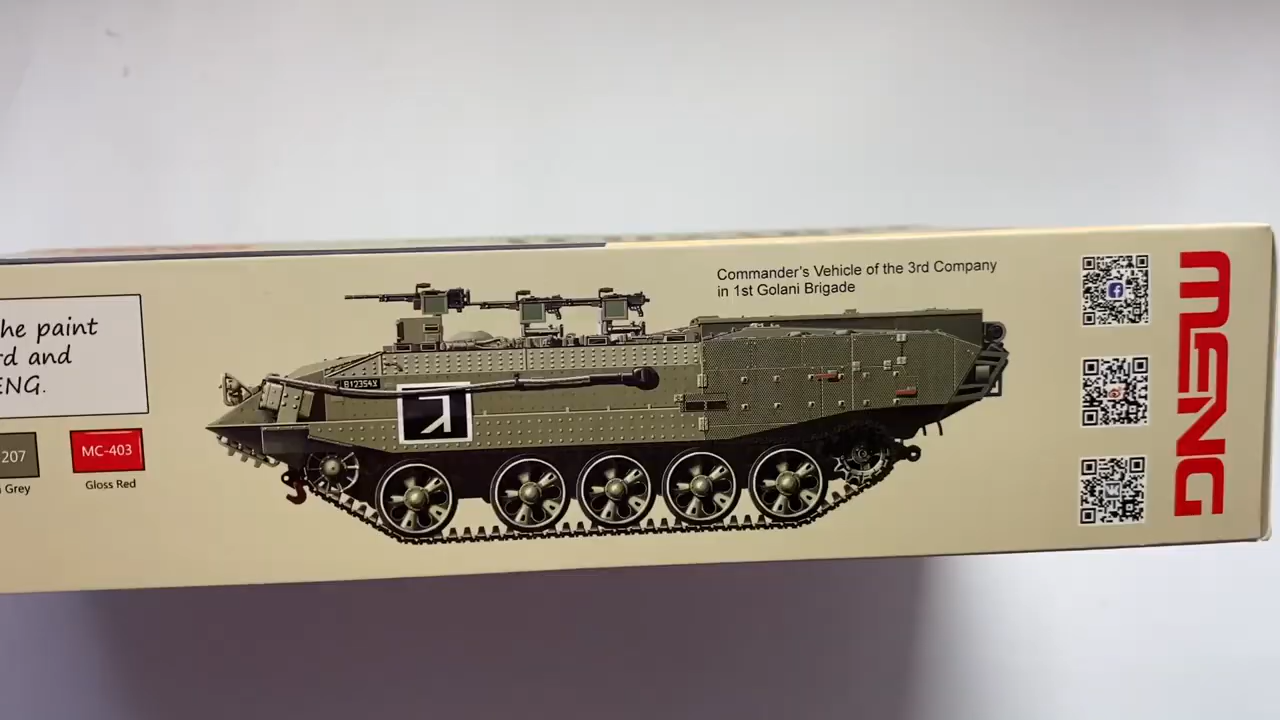 he paint
rd and
ENG.
207
Grey
MC-403
Gloss Red
Commander's Vehicle of the 3rd Company
in 1st Golani Brigade
B12354X
MENG